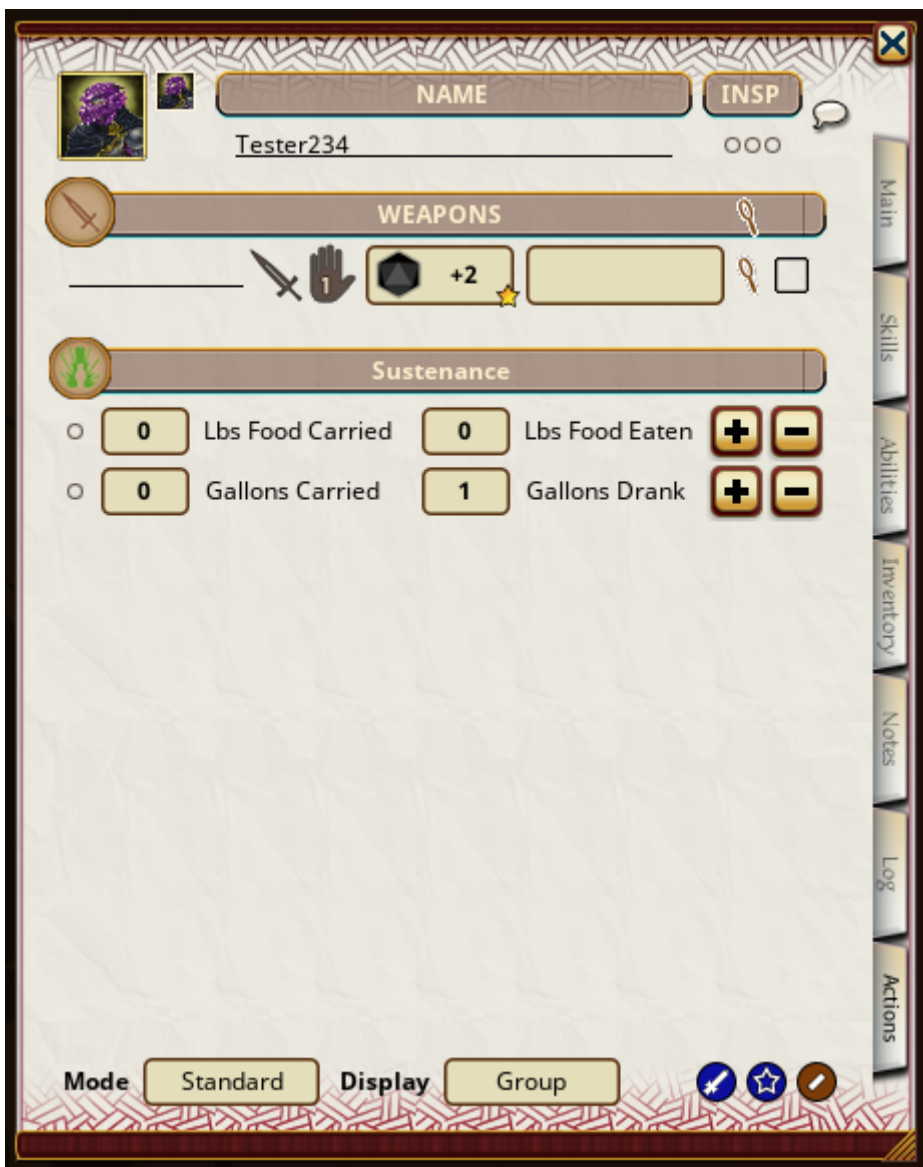 NAME INSP
Tester234
WEAPONS
1 +2
Sustenance
0 Lbs Food Carried 0 Lbs Food Eaten + −
0 Gallons Carried 1 Gallons Drank + −
Mode Standard Display Group
Main
Skills
Abilities
Inventory
Notes
Log
Actions